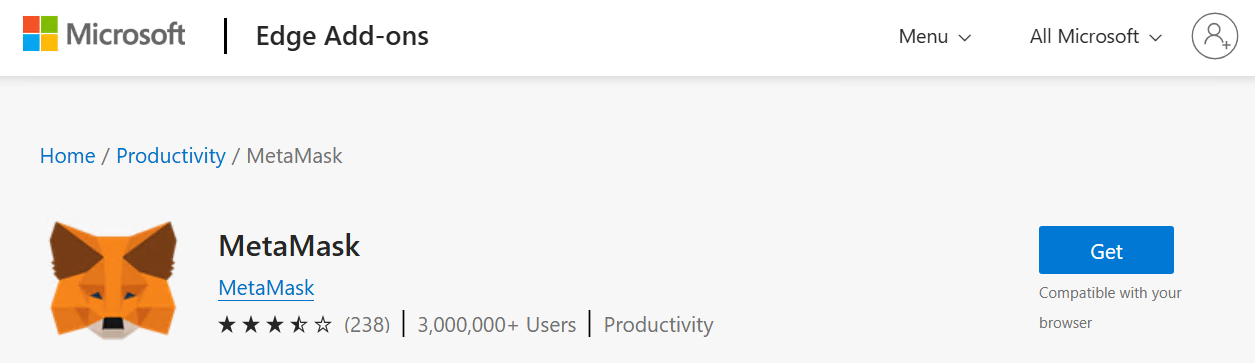 Microsoft | Edge Add-ons Menu All Microsoft
Home / Productivity / MetaMask
MetaMask
MetaMask
(238) | 3,000,000+ Users | Productivity
Get
Compatible with your
browser